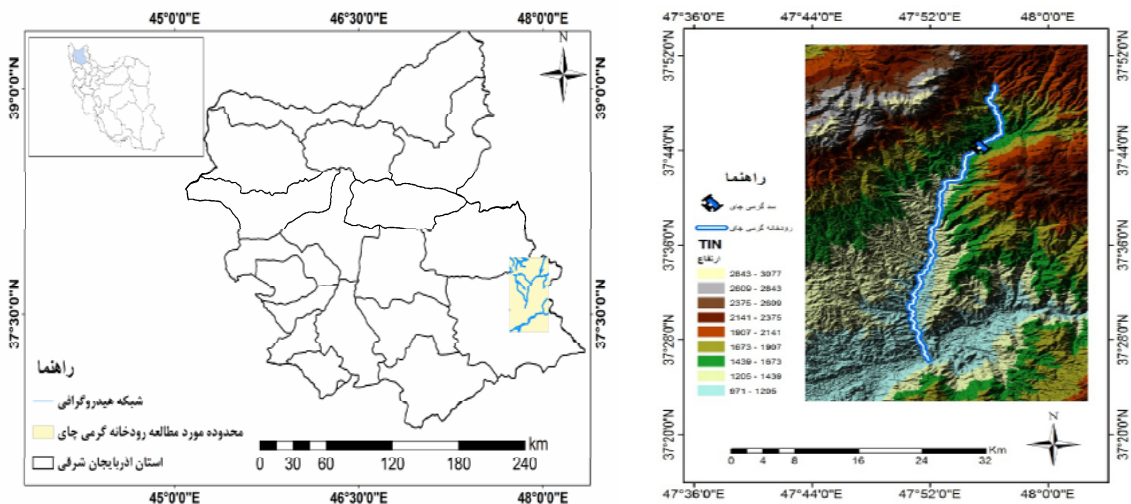 45°0'0"E
46°30'0"E
48°0'0"E
39°0'0"N
39°0'0"N
N
37°30'0"N
37°30'0"N
راهنما
شبکه هیدروگرافی
محدوده مورد مطالعه رودخانه گرمی چای
استان اذربایجان شرقی
km
0 30 60 120 180 240
45°0'0"E
46°30'0"E
48°0'0"E
47°36'0"E
47°44'0"E
47°52'0"E
48°0'0"E
37°52'0"N
37°52'0"N
37°44'0"N
37°44'0"N
راهنما
سد گرمی چای
رودخانه گرمی چای
37°36'0"N
37°36'0"N
TIN
ارتفاع
2843 - 3077
2609 - 2843
2375 - 2609
2141 - 2375
1907 - 2141
1673 - 1907
1439 - 1673
1205 - 1439
971 - 1205
37°28'0"N
37°28'0"N
37°20'0"N
37°20'0"N
N
Km
0 4 8 16 24 32
47°36'0"E
47°44'0"E
47°52'0"E
48°0'0"E